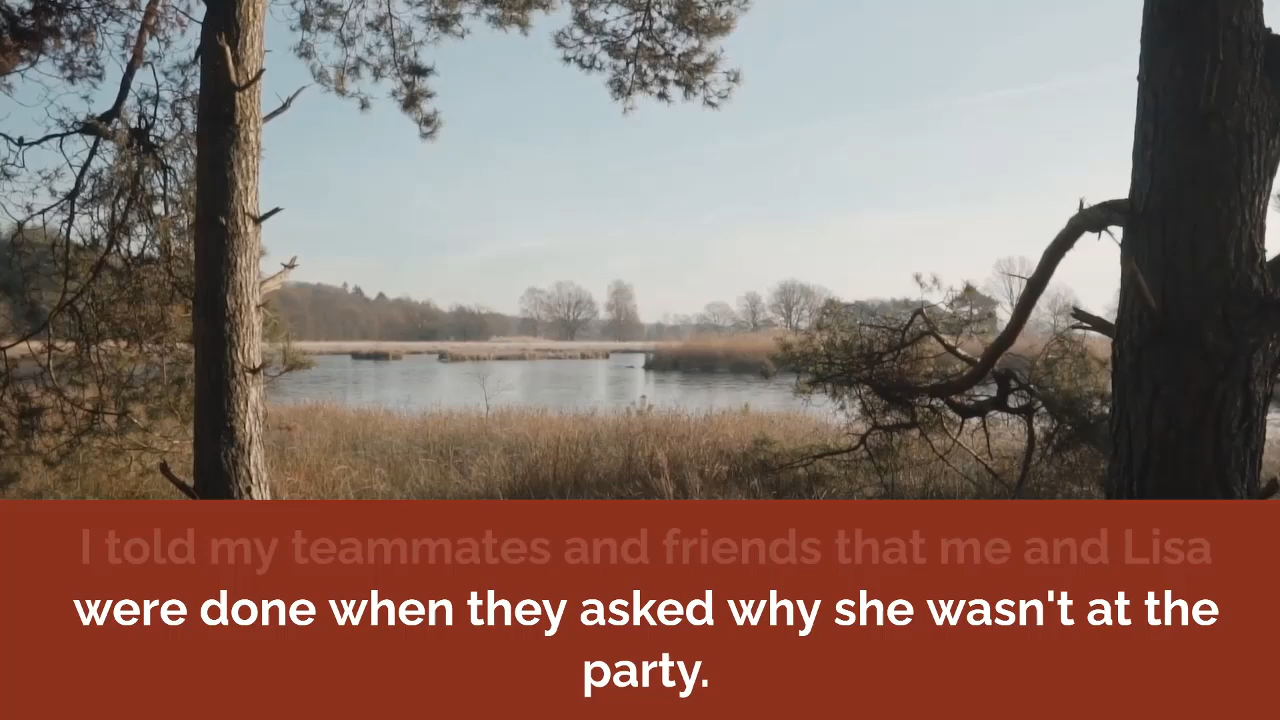 I told my teammates and friends that me and Lisa
were done when they asked why she wasn't at the
party.